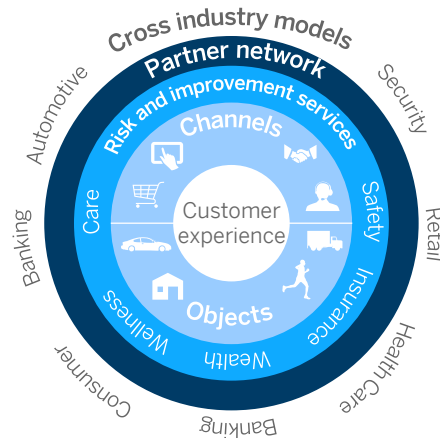 Cross industry models
Partner network
Risk and improvement services
Channels
Customer
experience
Objects
Care
Safety
Insurance
Wealth
Wellness
Automotive
Security
Retail
Health Care
Banking
Consumer
Banking